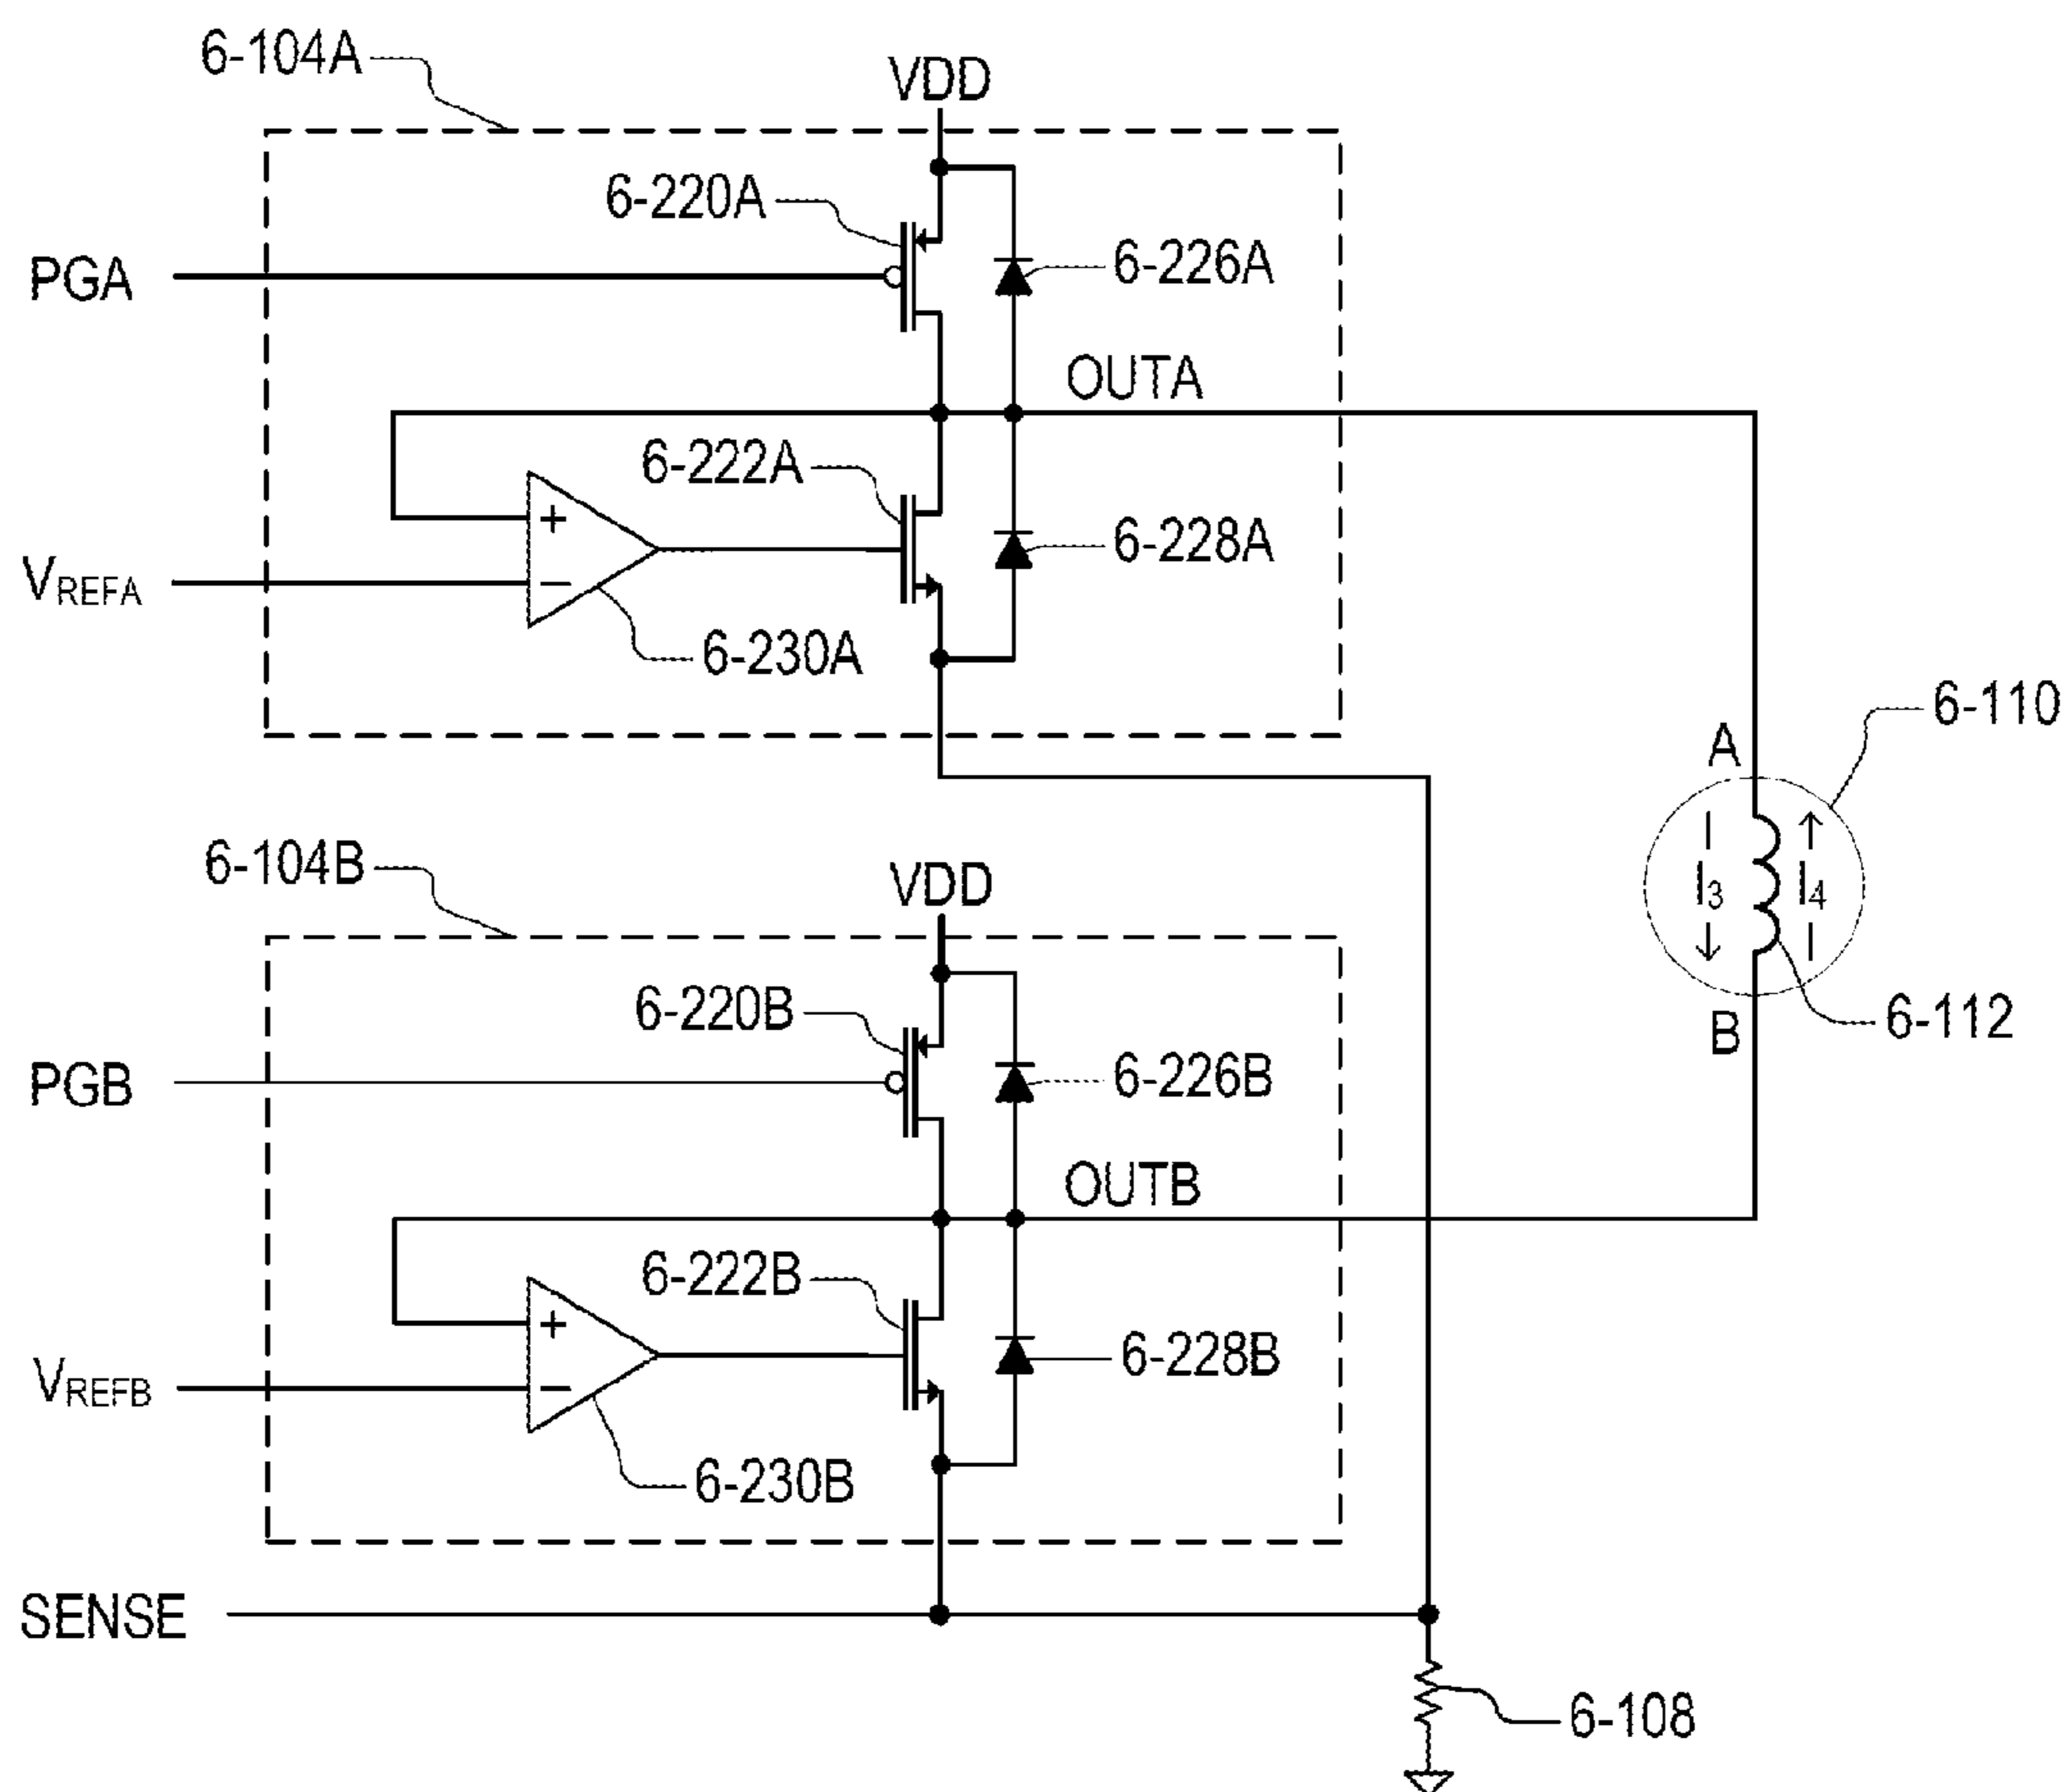 6-104A
VDD
6-220A
6-226A
PGA
OUTA
6-222A
+
6-228A
VREFA
−
6-230A
6-110
A
I3
I4
6-104B
VDD
6-220B
6-112
B
PGB
6-226B
OUTB
6-222B
+
6-228B
VREFB
−
6-230B
SENSE
6-108